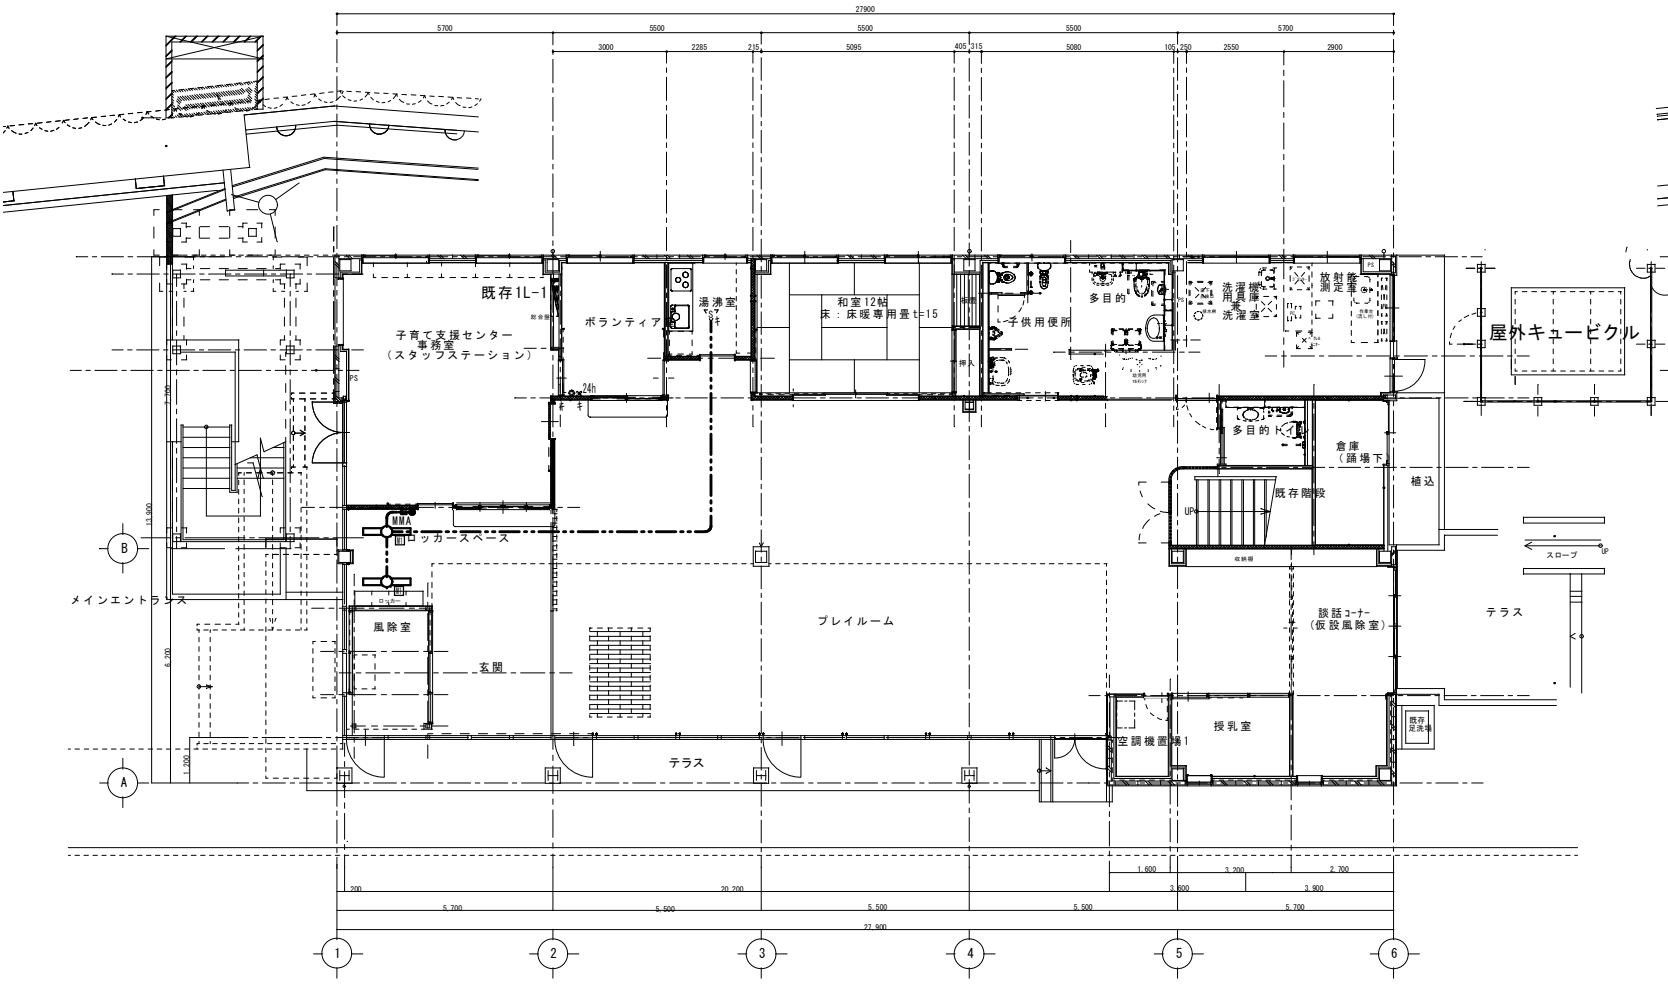 27900
5700
5500
5500
5500
5700
3000
2285
215
5095
405
315
5080
105
250
2550
2900
既存1L-1
子育て支援センター
事務室
(スタッフステーション)
ボランティア
湯沸室
和室12帖
床：床暖専用畳t=15
押入
子供用便所
多目的
洗濯機
用具庫
兼
洗濯室
放射能
測定室
屋外キュービクル
PS
24h
多目的トイレ
倉庫
(踊場下
既存階段
UP
植込
MMA
ロッカースペース
収納棚
B
メインエントランス
ロッカー
風除室
玄関
プレイルーム
談話コーナー
(仮設風除室)
スロープ
UP
テラス
授乳室
空調機置場1
既存
足洗場
テラス
A
7,700
13,900
6,200
1,200
1,600
3,200
2,700
200
20,200
3,600
3,900
5,700
5,500
5,500
5,500
5,700
27,900
1
2
3
4
5
6